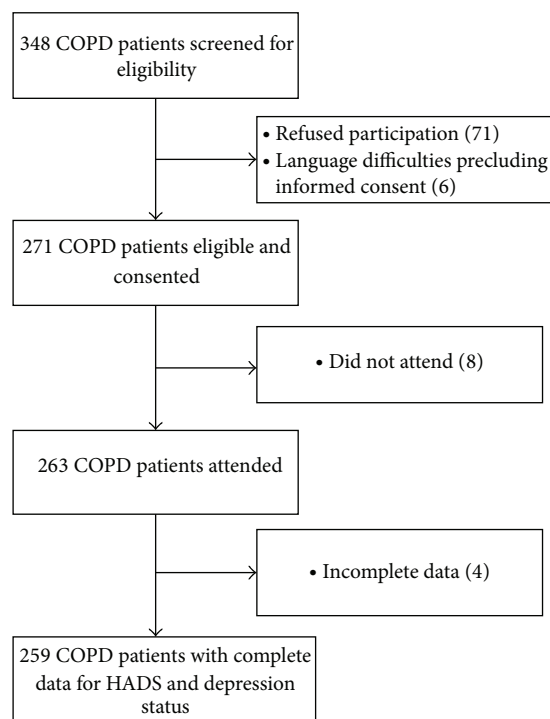 348 COPD patients screened for
eligibility
• Refused participation (71)
• Language difficulties precluding
informed consent (6)
271 COPD patients eligible and
consented
• Did not attend (8)
263 COPD patients attended
• Incomplete data (4)
259 COPD patients with complete
data for HADS and depression
status